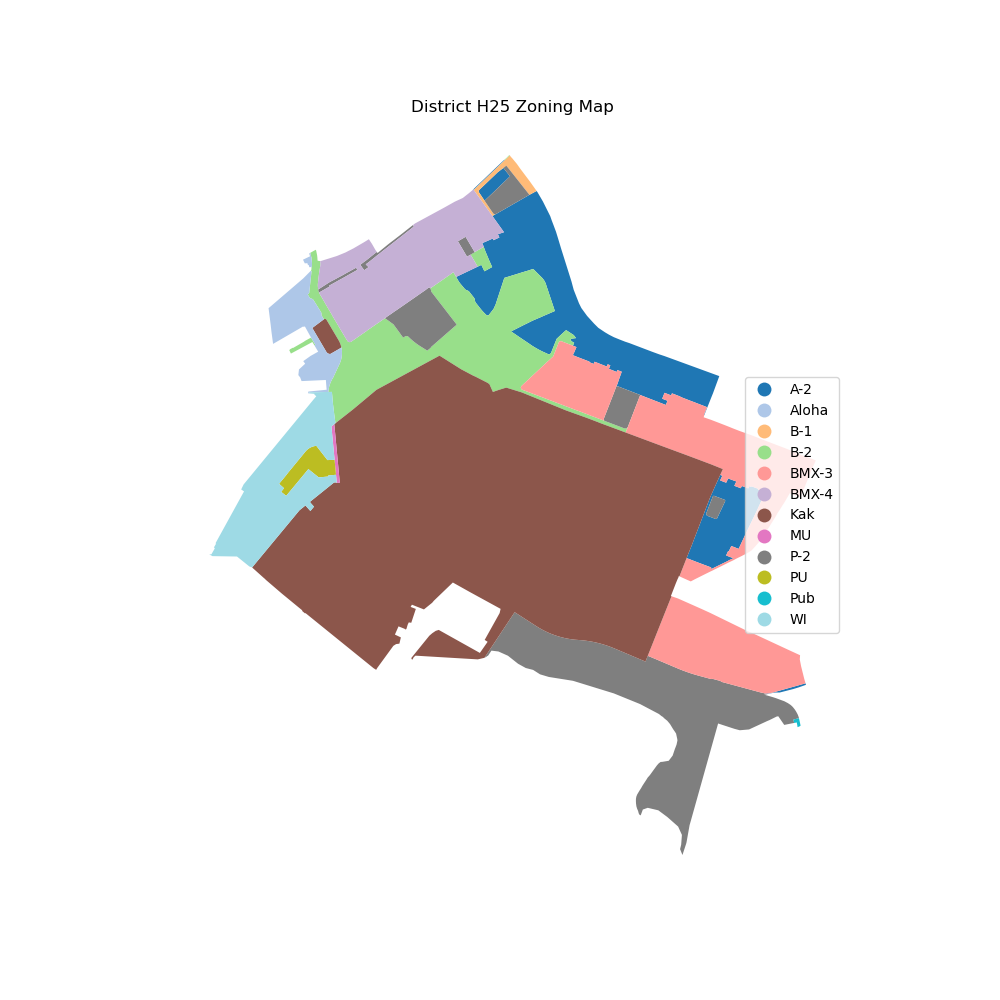 District H25 Zoning Map
A-2
Aloha
B-1
B-2
BMX-3
BMX-4
Kak
MU
P-2
PU
Pub
WI